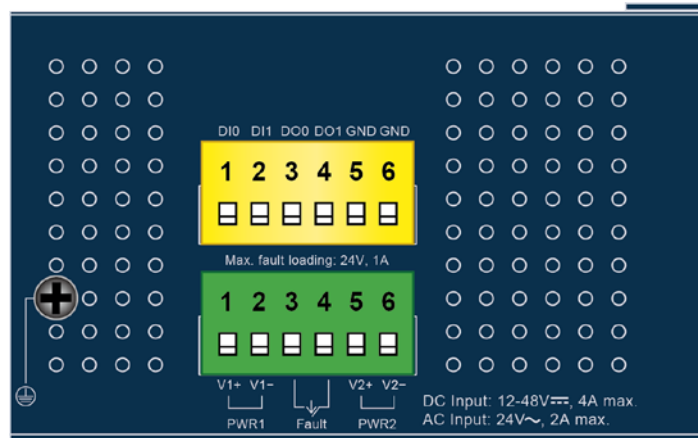 DI0 DI1 DO0 DO1 GND GND
1 2 3 4 5 6
Max. fault loading: 24V, 1A
1 2 3 4 5 6
V1+ V1− V2+ V2−
PWR1 Fault PWR2
DC Input: 12-48V⎓, 4A max.
AC Input: 24V∿, 2A max.